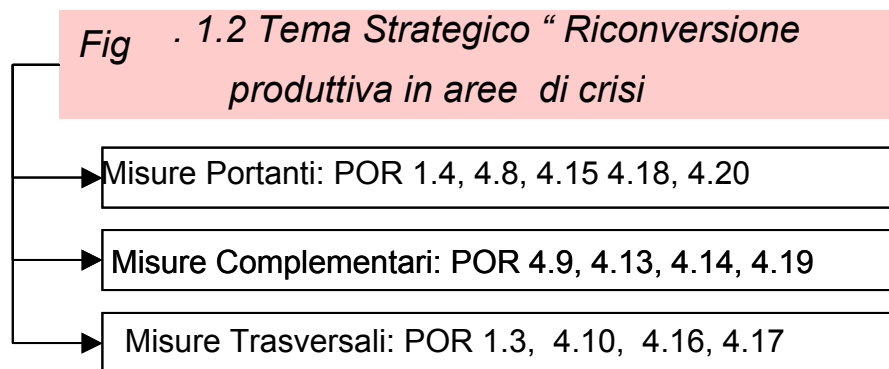 Fig . 1.2 Tema Strategico “ Riconversione
produttiva in aree di crisi
Misure Portanti: POR 1.4, 4.8, 4.15 4.18, 4.20
Misure Complementari: POR 4.9, 4.13, 4.14, 4.19
Misure Trasversali: POR 1.3, 4.10, 4.16, 4.17